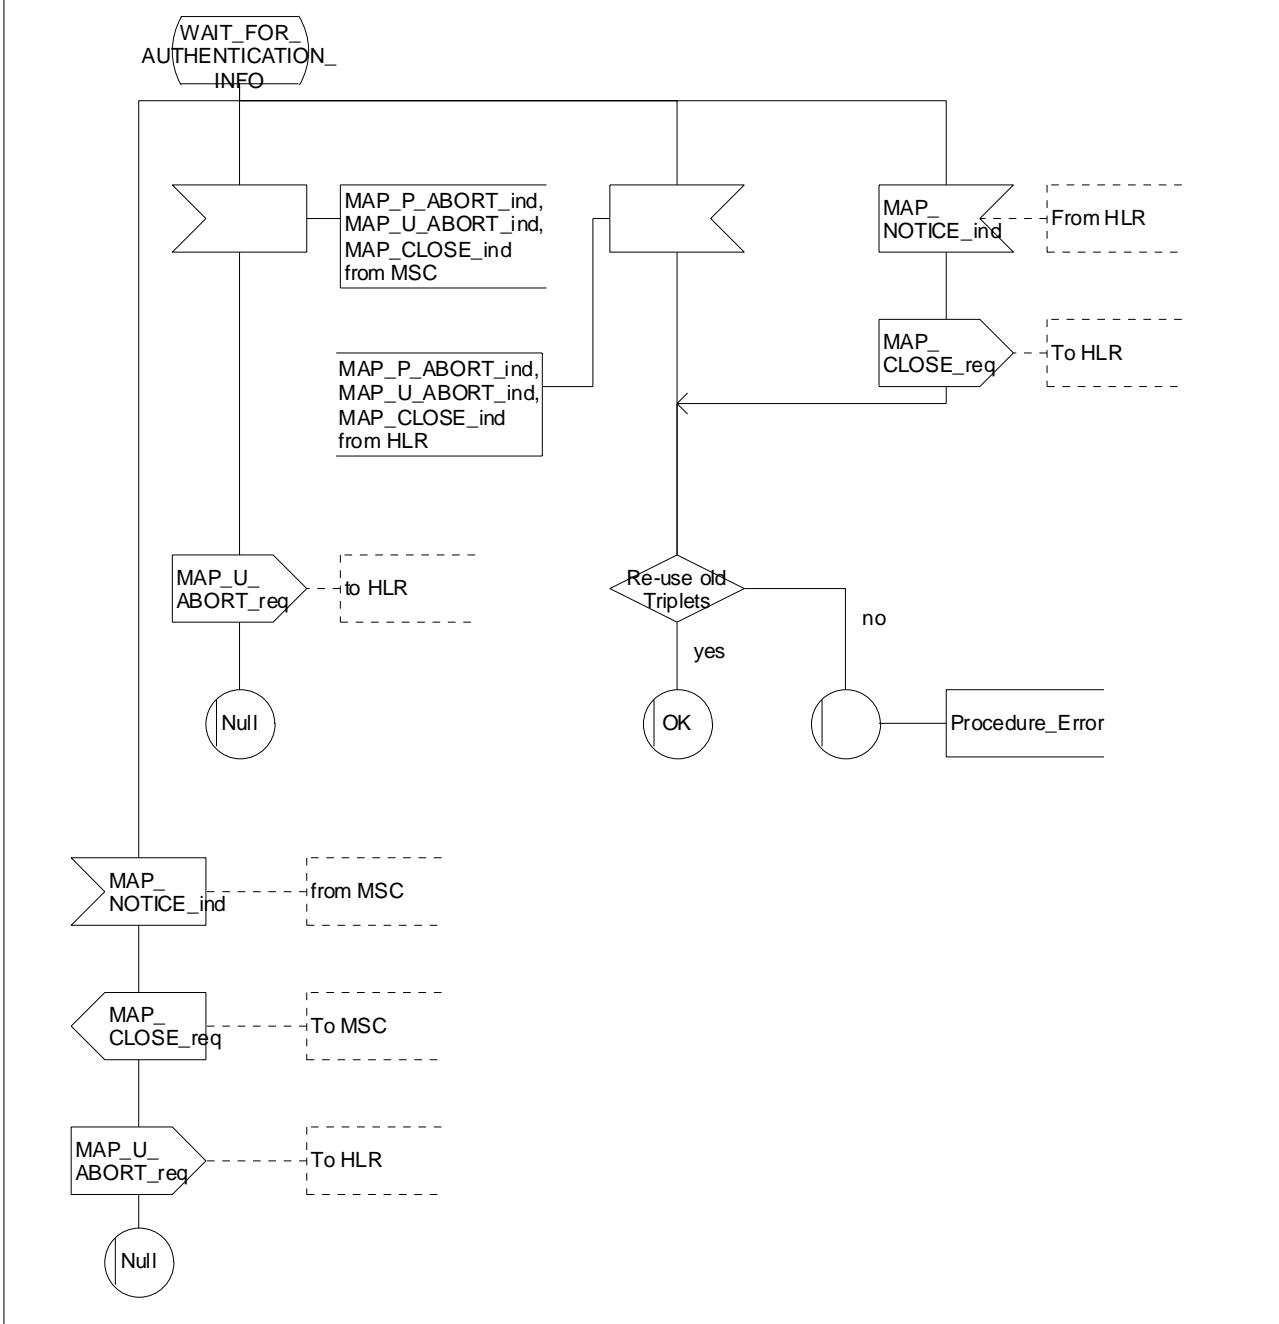 WAIT_FOR_
AUTHENTICATION_
INFO
MAP_P_ABORT_ind,
MAP_U_ABORT_ind,
MAP_CLOSE_ind
from MSC
MAP_
NOTICE_ind
From HLR
MAP_P_ABORT_ind,
MAP_U_ABORT_ind,
MAP_CLOSE_ind
from HLR
MAP_
CLOSE_req
To HLR
MAP_U_
ABORT_req
to HLR
Re-use old
Triplets
no
yes
Null
OK
Procedure_Error
MAP_
NOTICE_ind
from MSC
MAP_
CLOSE_req
To MSC
MAP_U_
ABORT_req
To HLR
Null